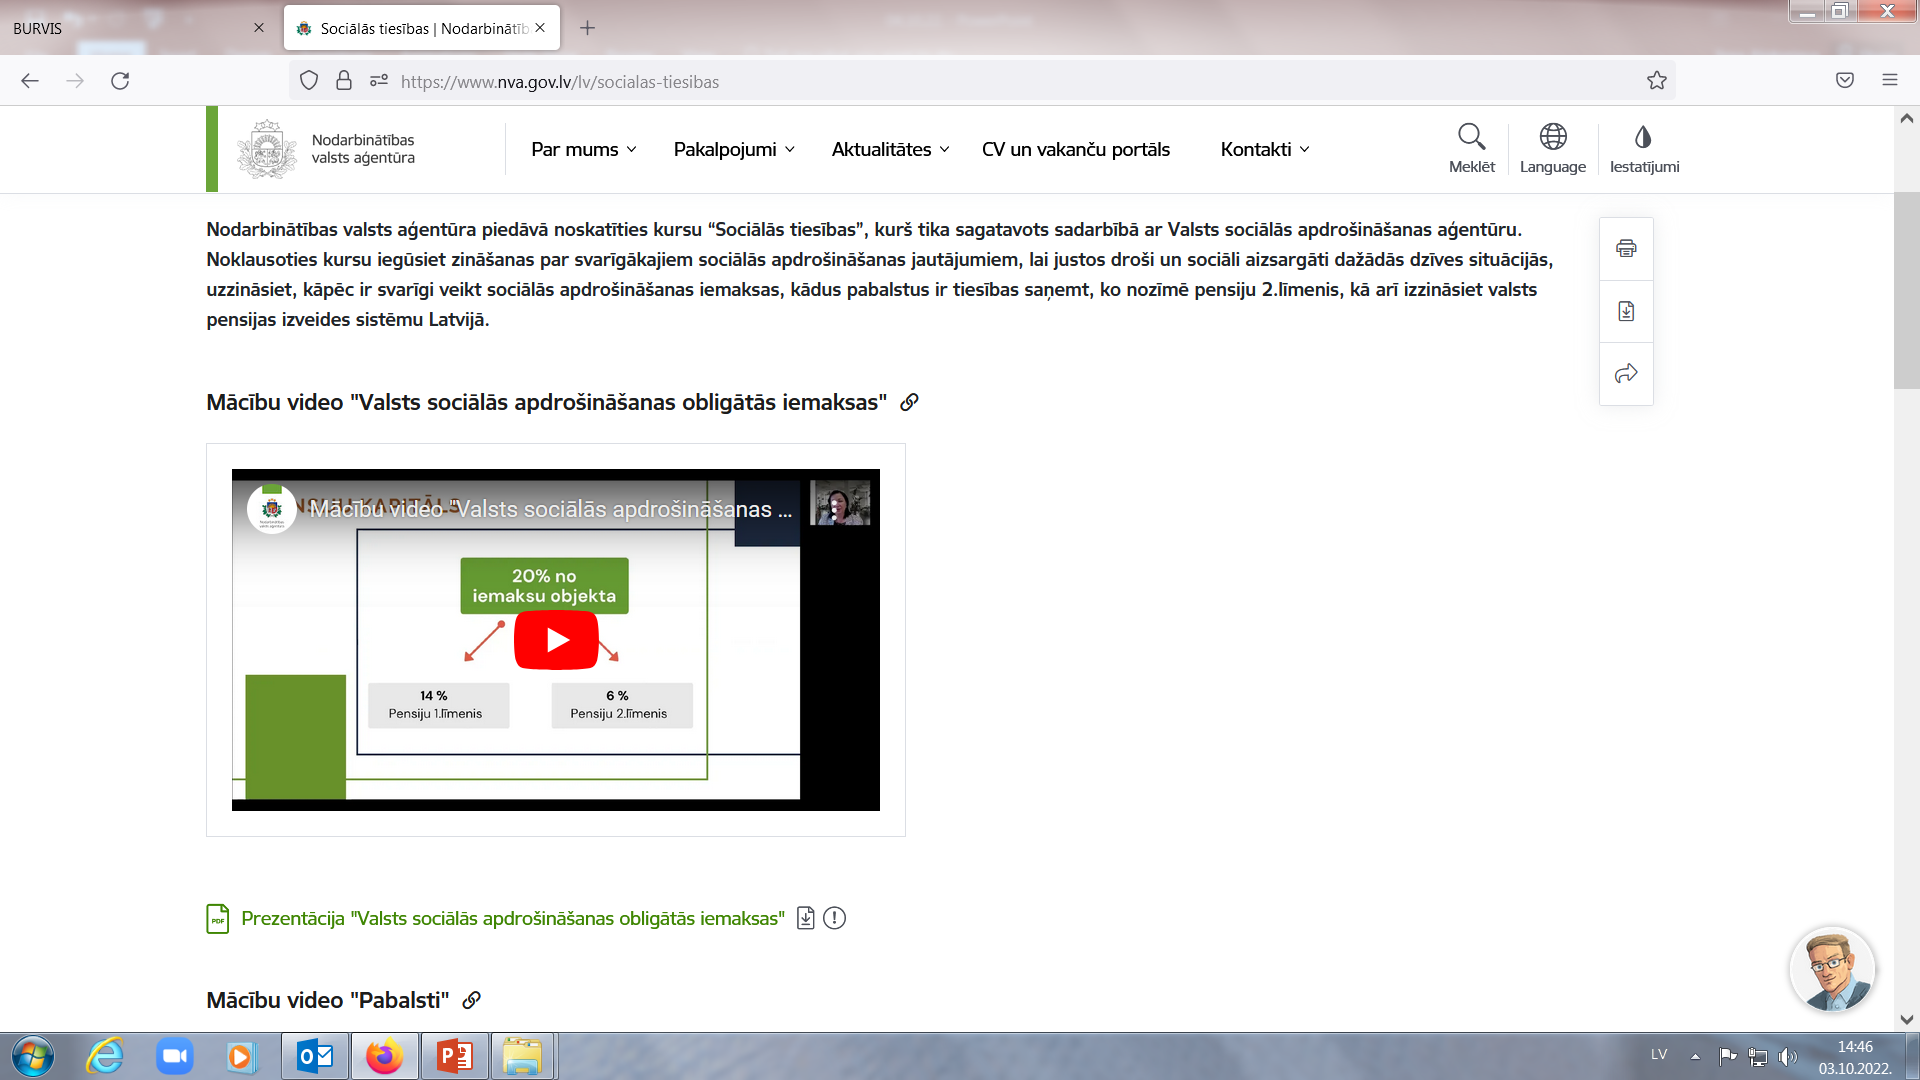 BURVIS
Sociālās tiesības | Nodarbinātīb
https://www.nva.gov.lv/lv/socialas-tiesibas
Nodarbinātības
valsts aģentūra
Par mums
Pakalpojumi
Aktualitātes
CV un vakanču portāls
Kontakti
Meklēt
Language
Iestatījumi
Nodarbinātības valsts aģentūra piedāvā noskatīties kursu “Sociālās tiesības”, kurš tika sagatavots sadarbībā ar Valsts sociālās apdrošināšanas aģentūru.
Noklausoties kursu iegūsiet zināšanas par svarīgākajiem sociālās apdrošināšanas jautājumiem, lai justos droši un sociāli aizsargāti dažādās dzīves situācijās,
uzzināsiet, kāpēc ir svarīgi veikt sociālās apdrošināšanas iemaksas, kādus pabalstus ir tiesības saņemt, ko nozīmē pensiju 2.līmenis, kā arī izzināsiet valsts
pensijas izveides sistēmu Latvijā.
Mācību video "Valsts sociālās apdrošināšanas obligātās iemaksas"
Mācību video "Valsts sociālās apdrošināšanas ...
20% no
iemaksu objekta
14 %
Pensiju 1.līmenis
6 %
Pensiju 2.līmenis
PDF
Prezentācija "Valsts sociālās apdrošināšanas obligātās iemaksas"
Mācību video "Pabalsti"
LV
14:46
03.10.2022.